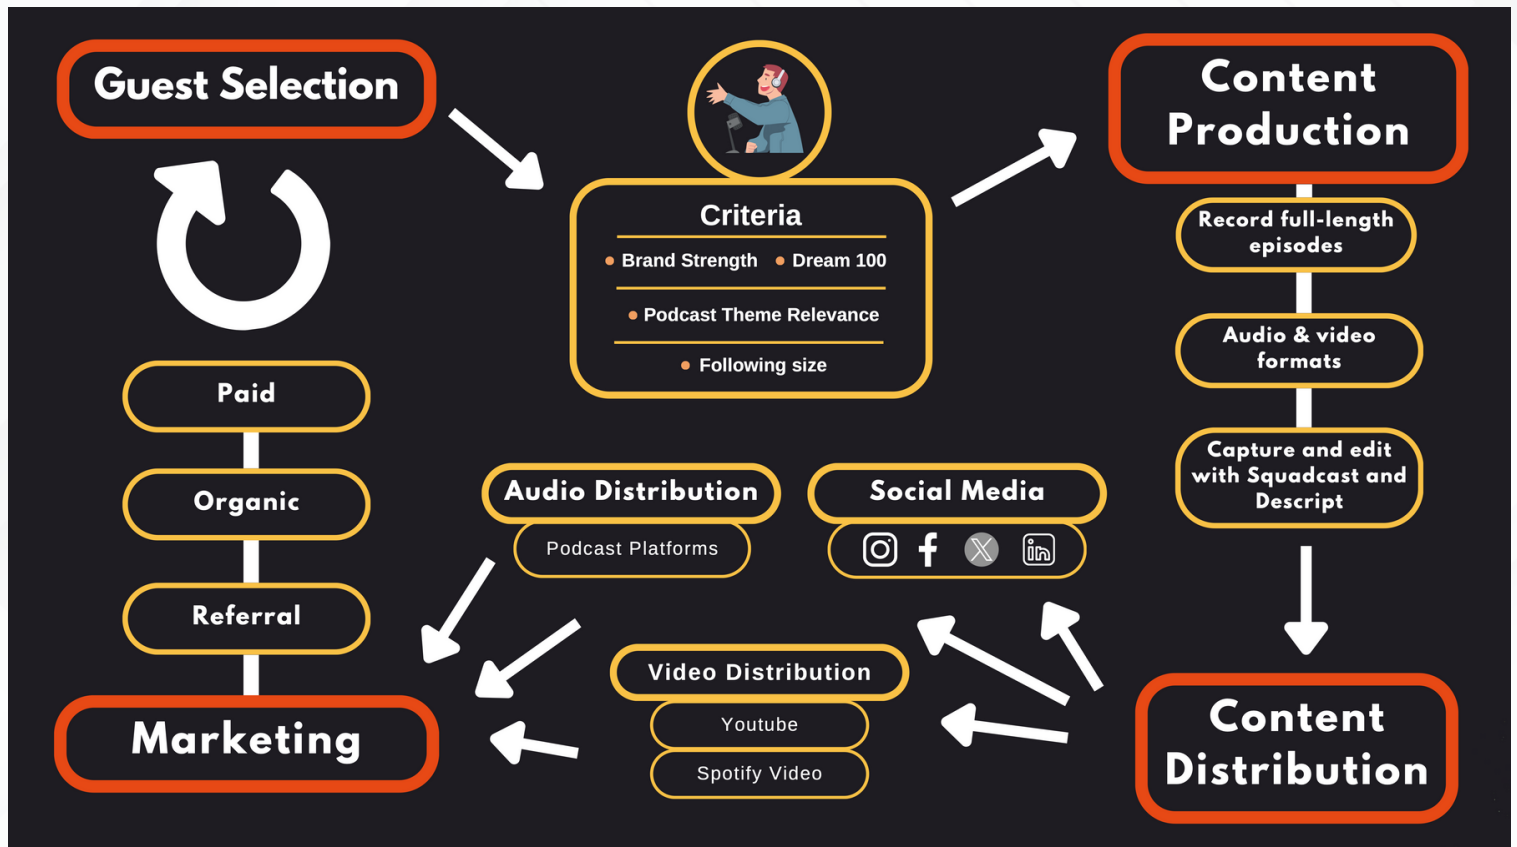 Guest Selection
Criteria
Brand Strength
Dream 100
Podcast Theme Relevance
Following size
Content
Production
Record full-length
episodes
Audio & video
formats
Capture and edit
with Squadcast and
Descript
Content
Distribution
Social Media
in
Audio Distribution
Podcast Platforms
Video Distribution
Youtube
Spotify Video
Paid
Organic
Referral
Marketing